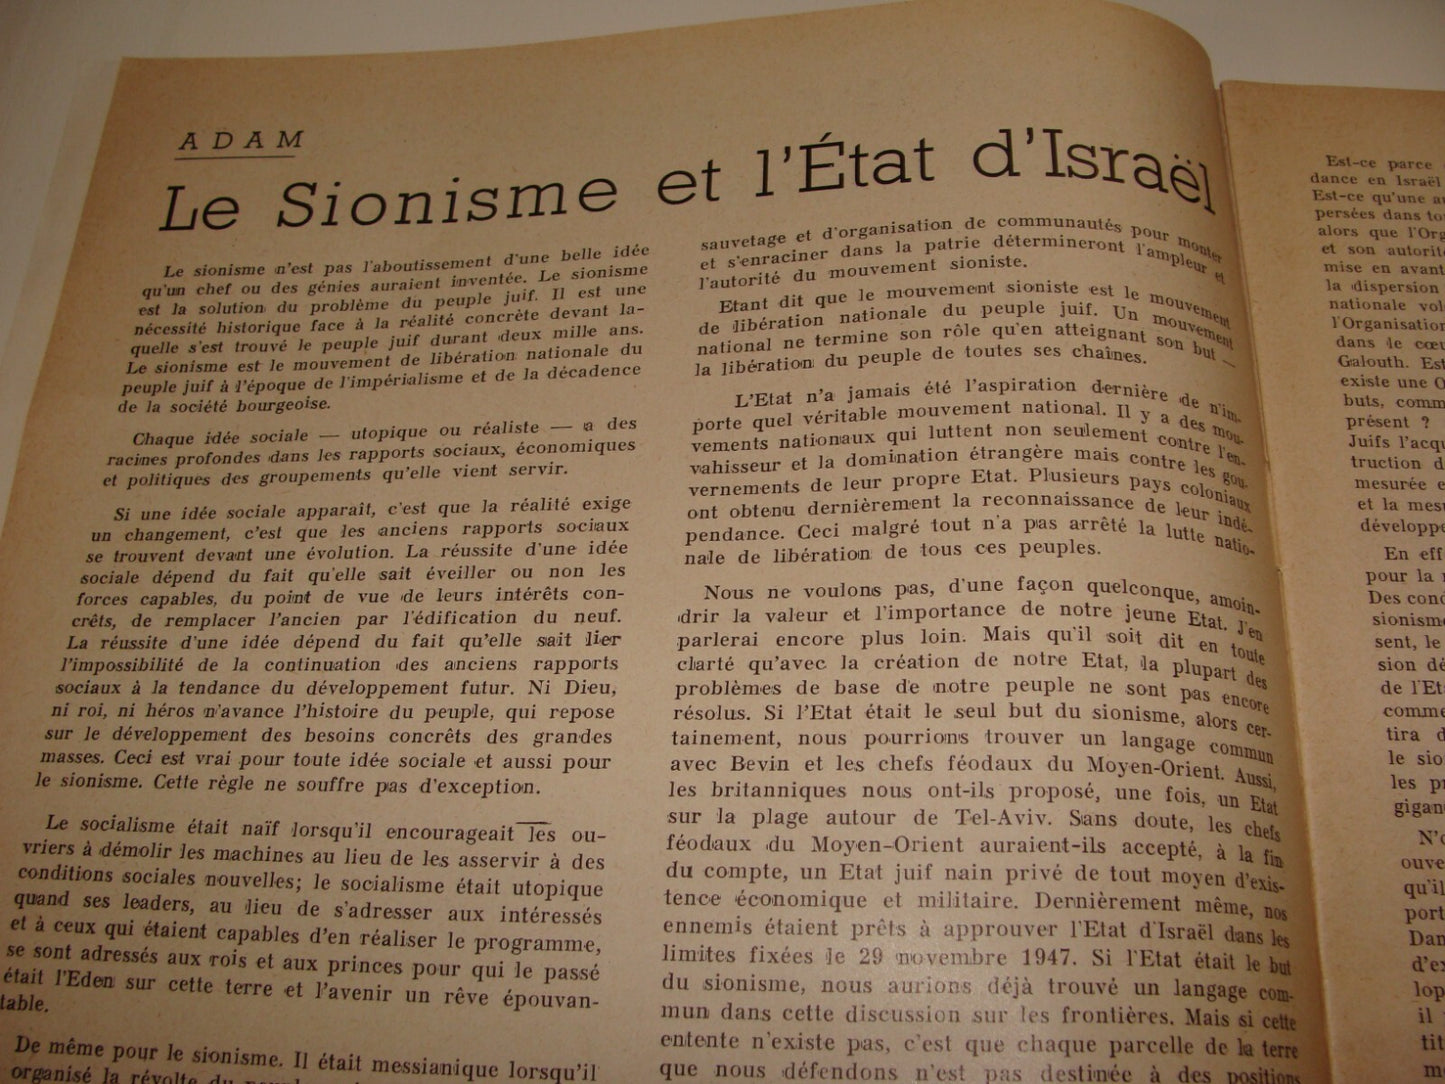 ADAM
Le Sionisme et l'État d'Israël
Le sionisme n'est pas l'aboutissement d'une belle idée
qu'un chef ou des génies auraient inventée. Le sionisme
est la solution du problème du peuple juif. Il est une
nécessité historique face à la réalité concrète devant la-
quelle s'est trouvé le peuple juif durant deux mille ans.
Le sionisme est le mouvement de libération nationale du
peuple juif à l'époque de l'impérialisme et de la décadence
de la société bourgeoise.
Chaque idée sociale — utopique ou réaliste — a des
racines profondes dans les rapports sociaux, économiques
et politiques des groupements qu'elle vient servir.
Si une idée sociale apparaît, c'est que la réalité exige
un changement, c'est que les anciens rapports sociaux
se trouvent devant une évolution. La réussite d'une idée
sociale dépend du fait qu'elle sait éveiller ou non les
forces capables, du point de vue de leurs intérêts con-
crêts, de remplacer l'ancien par l'édification du neuf.
La réussite d'une idée dépend du fait qu'elle sait lier
l'impossibilité de la continuation des anciens rapports
sociaux à la tendance du développement futur. Ni Dieu,
ni roi, ni héros n'avance l'histoire du peuple, qui repose
sur le développement des besoins concrêts des grandes
masses. Ceci est vrai pour toute idée sociale et aussi pour
le sionisme. Cette règle ne souffre pas d'exception.
Le socialisme était naïf lorsqu'il encourageait les ou-
vriers à démolir les machines au lieu de les asservir à des
conditions sociales nouvelles; le socialisme était utopique
quand ses leaders, au lieu de s'adresser aux intéressés
et à ceux qui étaient capables d'en réaliser le programme,
se sont adressés aux rois et aux princes pour qui le passé
était l'Eden sur cette terre et l'avenir un rêve épouvan-
table.
De même pour le sionisme. Il était messianique lorsqu'il
organisé la révolte du
sauvetage et d'organisation de communautés pour monter
et s'enraciner dans la patrie détermineront l'ampleur et
l'autorité du mouvement sioniste.
Etant dit que le mouvement sioniste est le mouvement
de libération nationale du peuple juif. Un mouvement
national ne termine son rôle qu'en atteignant son but —
la libération du peuple de toutes ses chaînes.
L'Etat n'a jamais été l'aspiration dernière de n'im-
porte quel véritable mouvement national. Il y a des mou-
vements nationaux qui luttent non seulement contre l'en-
vahisseur et la domination étrangère mais contre les gou-
vernements de leur propre Etat. Plusieurs pays coloniaux
ont obtenu dernièrement la reconnaissance de leur indé-
pendance. Ceci malgré tout n'a pas arrêté la lutte natio-
nale de libération de tous ces peuples.
Nous ne voulons pas, d'une façon quelconque, amoin-
drir la valeur et l'importance de notre jeune Etat. J'en
parlerai encore plus loin. Mais qu'il soit dit en toute
clarté qu'avec la création de notre Etat, la plupart des
problèmes de base de notre peuple ne sont pas encore
résolus. Si l'Etat était le seul but du sionisme, alors cer-
tainement, nous pourrions trouver un langage commun
avec Bevin et les chefs féodaux du Moyen-Orient. Aussi,
les britanniques nous ont-ils proposé, une fois, un Etat
sur la plage autour de Tel-Aviv. Sans doute, les chefs
féodaux du Moyen-Orient auraient-ils accepté, à la fin
du compte, un Etat juif nain privé de tout moyen d'exis-
tence économique et militaire. Dernièrement même, nos
ennemis étaient prêts à approuver l'Etat d'Israël dans les
limites fixées le 29 novembre 1947. Si l'Etat était le but
du sionisme, nous aurions déjà trouvé un langage com-
mun dans cette discussion sur les frontières. Mais si cette
entente n'existe pas, c'est que chaque parcelle de la terre
que nous défendons n'est pas destinée à des positions
Est-ce parce
dance en Israël
Est-ce qu'une
persées dans
alors que
et son autorité
mise en avant
la dispersion
nationale
l'Organisation
dans le
Galouth.
existe une
buts,
présent ?
Juifs
truction
mesurée
et la

En
pour la
Des
sionisme
sent, le
sion
de
comme
tira
le
les